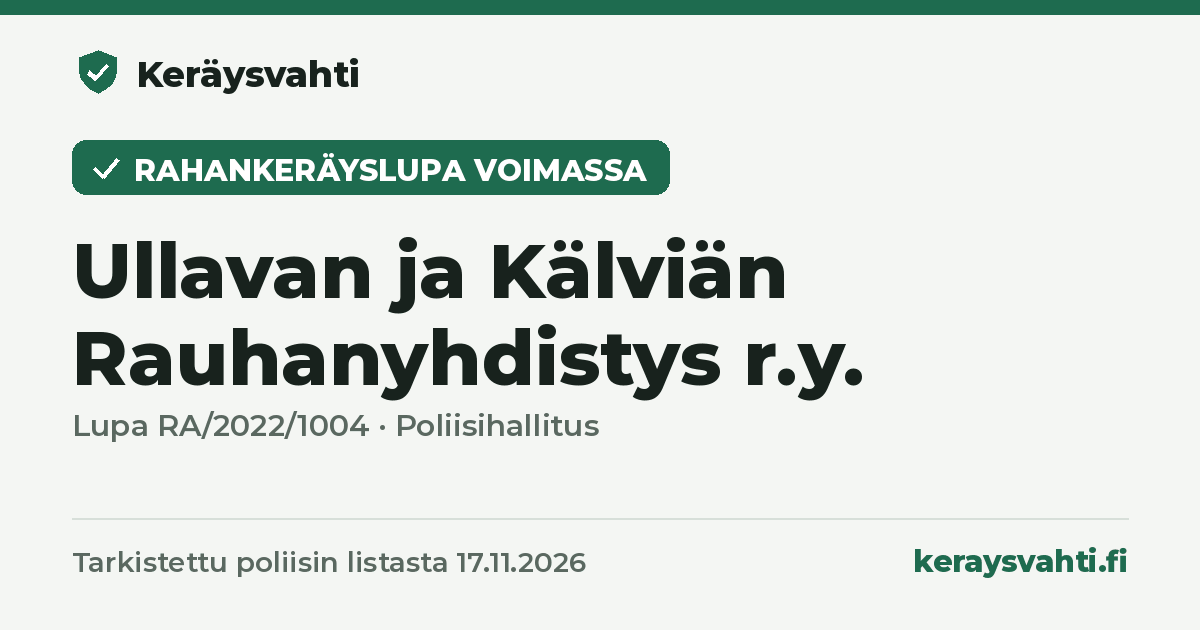 Keräysvahti
RAHANKERÄYSLUPA VOIMASSA
Ullavan ja Kälviän
Rauhanyhdistys r.y.
Lupa RA/2022/1004 · Poliisihallitus
Tarkistettu poliisin listasta 17.11.2026
keraysvahti.fi